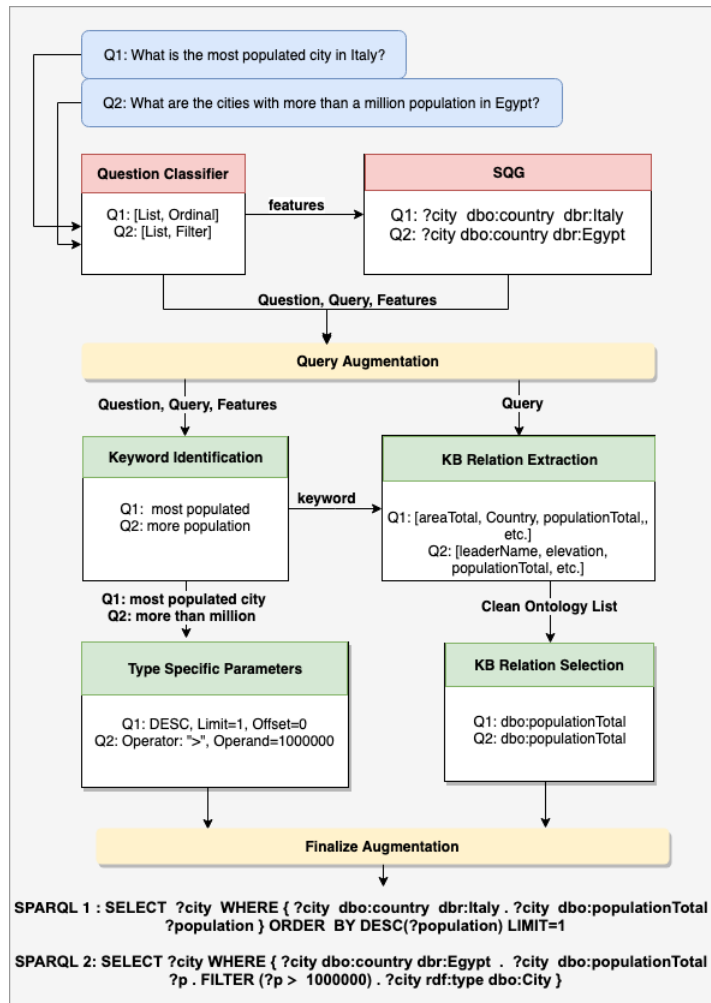 Q1: What is the most populated city in Italy?
Q2: What are the cities with more than a million population in Egypt?
Question Classifier
Q1: [List, Ordinal]
Q2: [List, Filter]
features
SQG
Q1: ?city dbo:country dbr:Italy
Q2: ?city dbo:country dbr:Egypt
Question, Query, Features
Query Augmentation
Question, Query, Features
Query
Keyword Identification
Q1: most populated
Q2: more population
keyword
KB Relation Extraction
Q1: [areaTotal, Country, populationTotal,,
etc.]
Q2: [leaderName, elevation,
populationTotal, etc.]
Q1: most populated city
Q2: more than million
Clean Ontology List
Type Specific Parameters
Q1: DESC, Limit=1, Offset=0
Q2: Operator: ">", Operand=1000000
KB Relation Selection
Q1: dbo:populationTotal
Q2: dbo:populationTotal
Finalize Augmentation
SPARQL 1 : SELECT ?city WHERE { ?city dbo:country dbr:Italy . ?city dbo:populationTotal
?population } ORDER BY DESC(?population) LIMIT=1
SPARQL 2: SELECT ?city WHERE { ?city dbo:country dbr:Egypt . ?city dbo:populationTotal
?p . FILTER (?p > 1000000) . ?city rdf:type dbo:City }